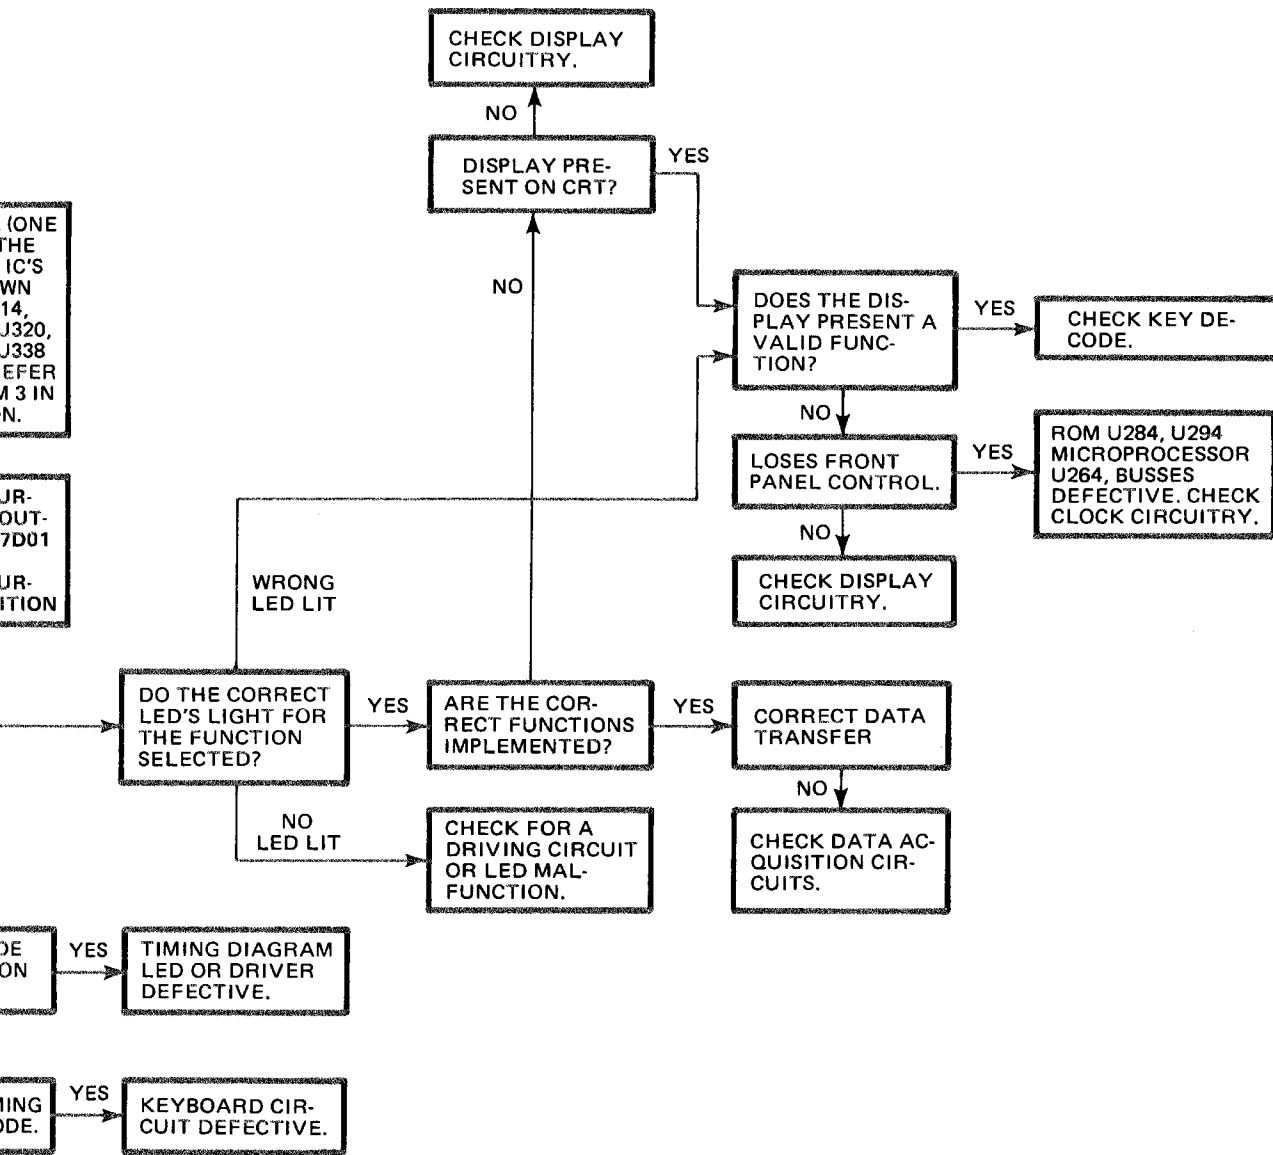 CHECK DISPLAY
CIRCUITRY.
NO
DISPLAY PRE-
SENT ON CRT?
YES
NO
(ONE
THE
IC'S
WN
14,
U320,
U338
EFER
M 3 IN
N.
UR-
OUT-
7D01
UR-
ITION
DOES THE DIS-
PLAY PRESENT A
VALID FUNC-
TION?
YES
CHECK KEY DE-
CODE.
NO
LOSES FRONT
PANEL CONTROL.
YES
ROM U284, U294
MICROPROCESSOR
U264, BUSSES
DEFECTIVE. CHECK
CLOCK CIRCUITRY.
NO
CHECK DISPLAY
CIRCUITRY.
WRONG
LED LIT
DO THE CORRECT
LED'S LIGHT FOR
THE FUNCTION
SELECTED?
YES
ARE THE COR-
RECT FUNCTIONS
IMPLEMENTED?
YES
CORRECT DATA
TRANSFER
NO
CHECK DATA AC-
QUISITION CIR-
CUITS.
NO
LED LIT
CHECK FOR A
DRIVING CIRCUIT
OR LED MAL-
FUNCTION.
DE
ON
YES
TIMING DIAGRAM
LED OR DRIVER
DEFECTIVE.
MING
ODE.
YES
KEYBOARD CIR-
CUIT DEFECTIVE.